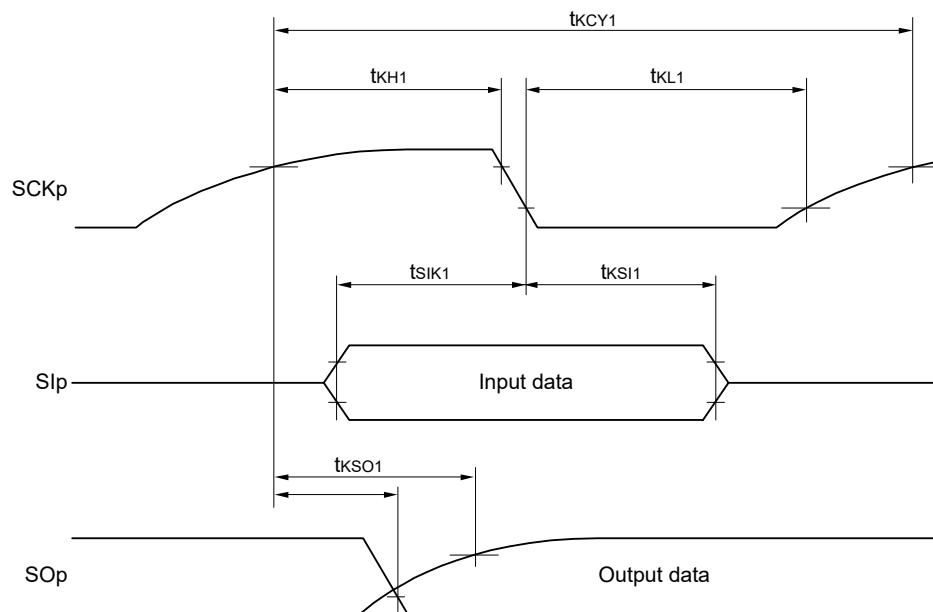 tKCY1
tKH1
tKL1
SCKp
tSIK1
tKSI1
SIp
Input data
tKSO1
SOp
Output data